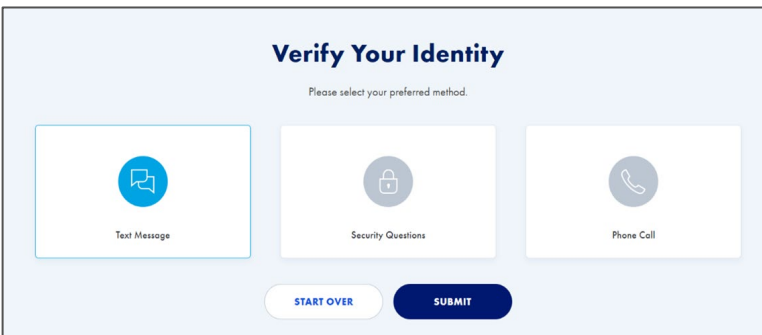 Verify Your Identity
Please select your preferred method.
Text Message
Security Questions
Phone Call
START OVER
SUBMIT